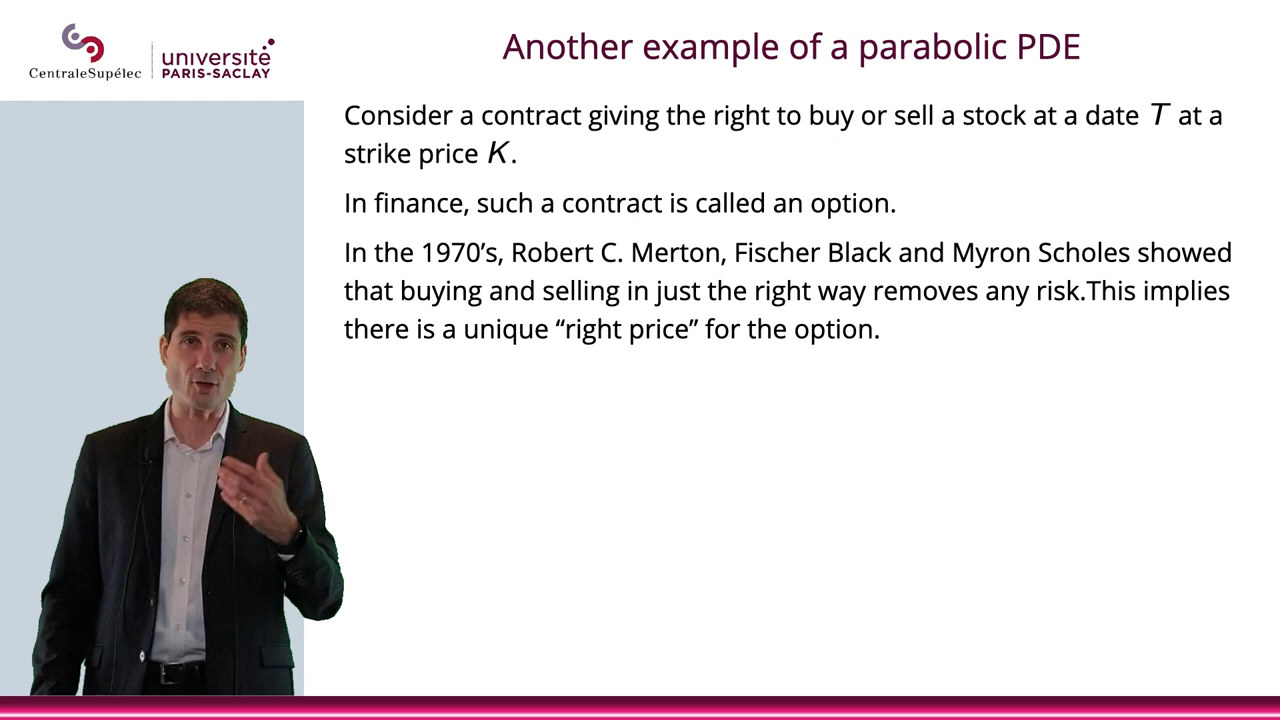 CentraleSupélec
université
PARIS-SACLAY
Another example of a parabolic PDE
Consider a contract giving the right to buy or sell a stock at a date T at a
strike price K.
In finance, such a contract is called an option.
In the 1970’s, Robert C. Merton, Fischer Black and Myron Scholes showed
that buying and selling in just the right way removes any risk.This implies
there is a unique “right price” for the option.